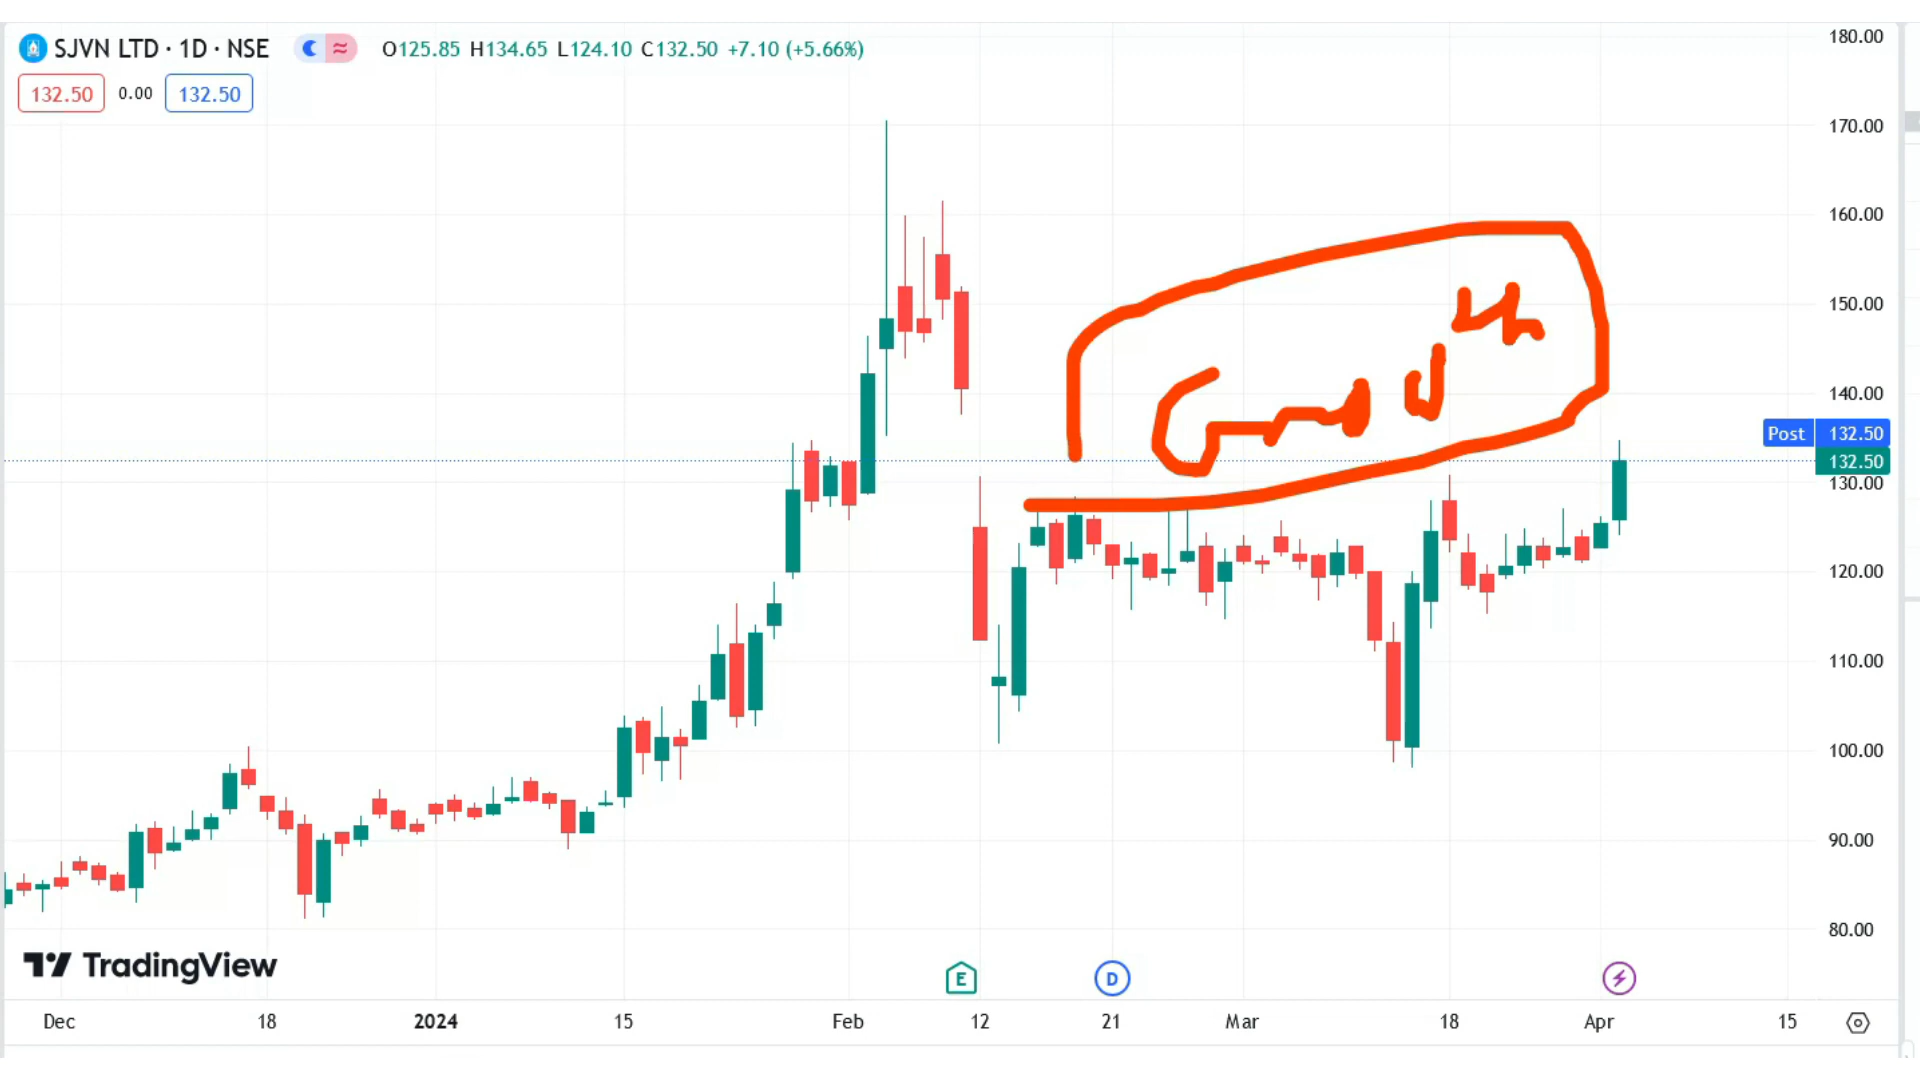 SJVN LTD · 1D · NSE O125.85 H134.65 L124.10 C132.50 +7.10 (+5.66%)
132.50 0.00 132.50
180.00
170.00
160.00
150.00
140.00
Post 132.50
132.50
130.00
120.00
110.00
100.00
90.00
80.00
TradingView
E D
Dec 18 2024 15 Feb 12 21 Mar 18 Apr 15